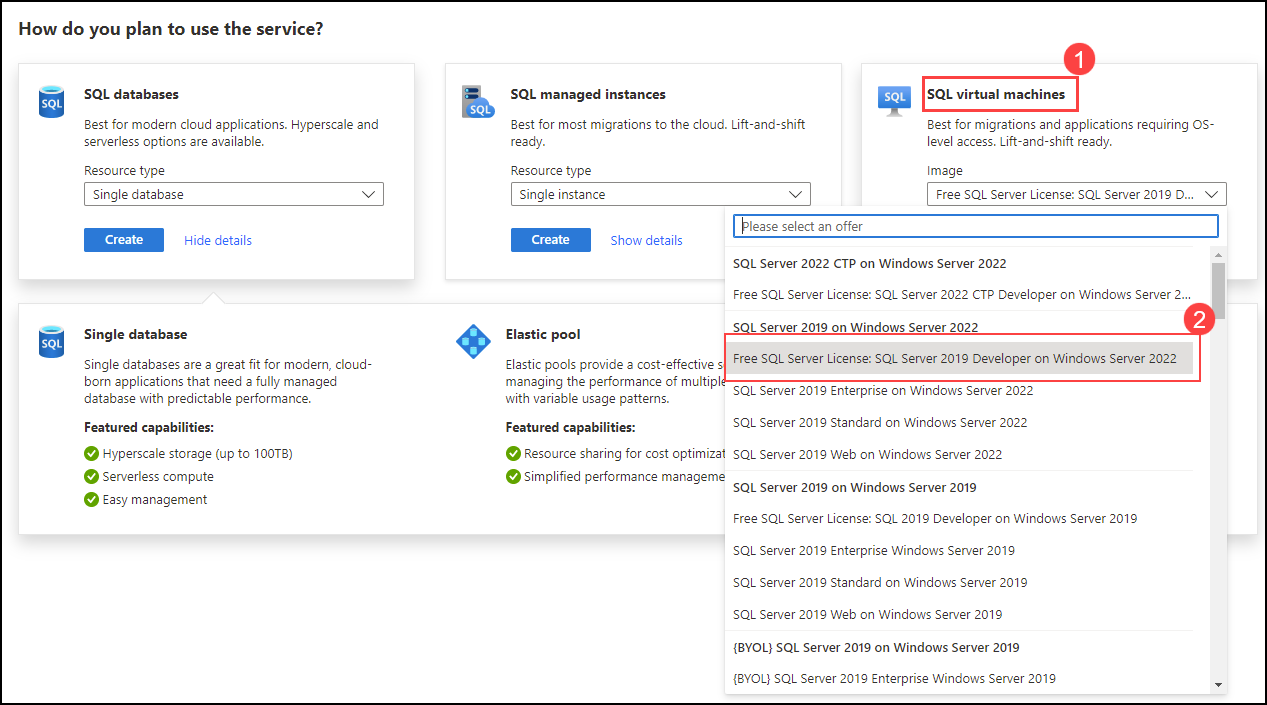 How do you plan to use the service?
1
SQL
SQL databases
Best for modern cloud applications. Hyperscale and
serverless options are available.
Resource type
Single database
Create
Hide details
SQL
SQL managed instances
Best for most migrations to the cloud. Lift-and-shift
ready.
Resource type
Single instance
Create
Show details
SQL
SQL virtual machines
Best for migrations and applications requiring OS-
level access. Lift-and-shift ready.
Image
Free SQL Server License: SQL Server 2019 D...
Please select an offer
SQL Server 2022 CTP on Windows Server 2022
Free SQL Server License: SQL Server 2022 CTP Developer on Windows Server 2...
2
SQL Server 2019 on Windows Server 2022
Free SQL Server License: SQL Server 2019 Developer on Windows Server 2022
SQL Server 2019 Enterprise on Windows Server 2022
SQL Server 2019 Standard on Windows Server 2022
SQL Server 2019 Web on Windows Server 2022
SQL Server 2019 on Windows Server 2019
Free SQL Server License: SQL 2019 Developer on Windows Server 2019
SQL Server 2019 Enterprise Windows Server 2019
SQL Server 2019 Standard on Windows Server 2019
SQL Server 2019 Web on Windows Server 2019
{BYOL} SQL Server 2019 on Windows Server 2019
{BYOL} SQL Server 2019 Enterprise Windows Server 2019
SQL
Single database
Single databases are a great fit for modern, cloud-
born applications that need a fully managed
database with predictable performance.
Featured capabilities:
Hyperscale storage (up to 100TB)
Serverless compute
Easy management
Elastic pool
Elastic pools provide a cost-effective s
managing the performance of multiple
with variable usage patterns.
Featured capabilities:
Resource sharing for cost optimizat
Simplified performance manageme